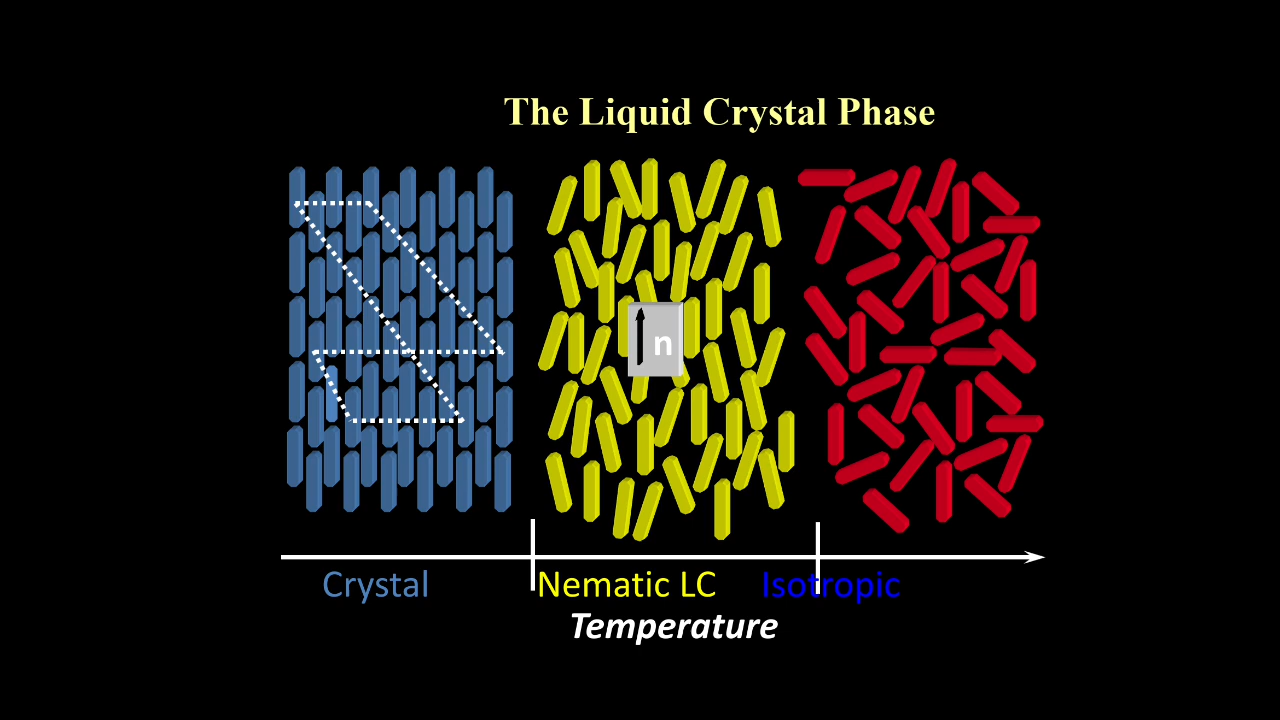 The Liquid Crystal Phase
n
Crystal
Nematic LC
Isotropic
Temperature